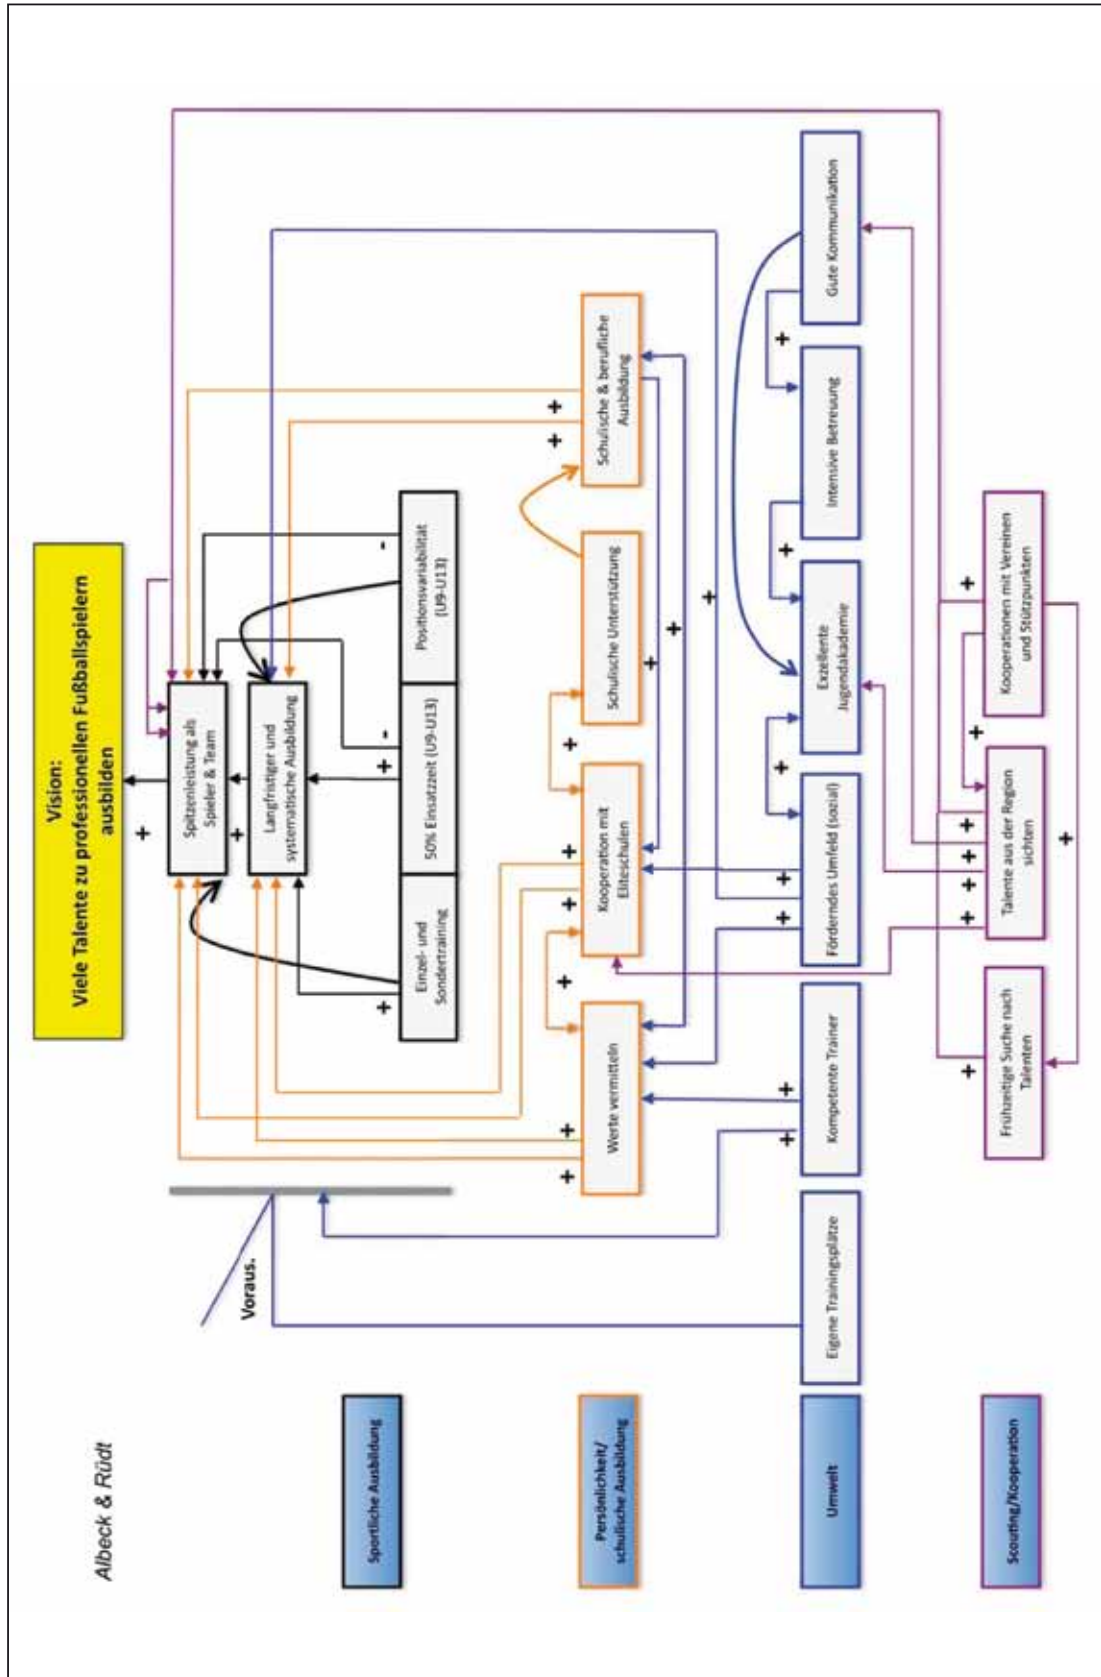 Albeck & Rüdt
Vision:
Viele Talente zu professionellen Fußballspielern
ausbilden
+
Voraus.
Spitzenleistung als
Spieler & Team
+
Langfristiger und
systematische Ausbildung
Sportliche Ausbildung
+
+
-
-
Einzel- und
Sondertraining
50% Einsatzzeit (U9-U13)
Positionsvariabilität
(U9-U13)
+
+
+
+
+
+
+
+
Persönlichkeit/
schulische Ausbildung
Werte vermitteln
Kooperation mit
Eliteschulen
Schulische Unterstützung
Schulische & berufliche
Ausbildung
+
+
+
+
+
+
+
+
+
+
Umwelt
Eigene Trainingsplätze
Kompetente Trainer
Förderndes Umfeld (sozial)
Exzellente
Jugendakademie
Intensive Betreuung
Gute Kommunikation
+
+
+
+
+
+
+
Scouting/Kooperation
Frühzeitige Suche nach
Talenten
Talente aus der Region
sichten
Kooperationen mit Vereinen
und Stützpunkten
+